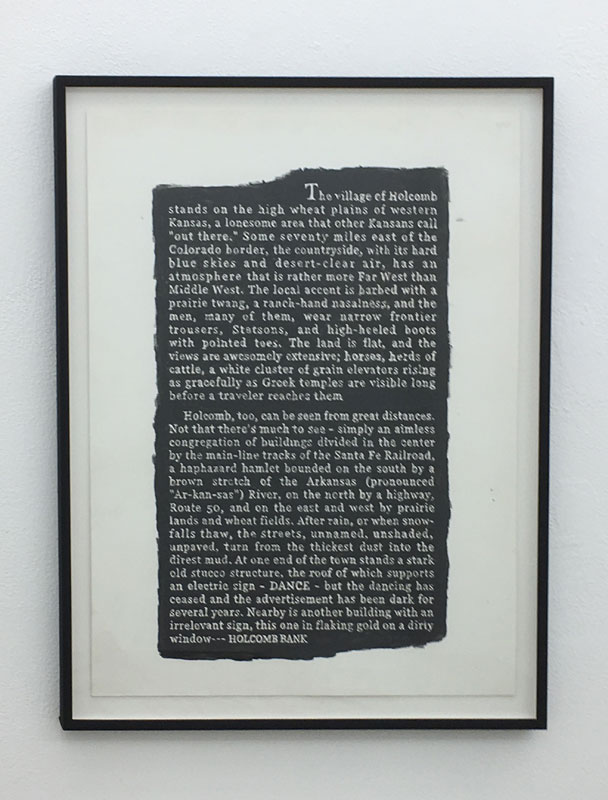 The village of Holcomb
stands on the high wheat plains of western
Kansas, a lonesome area that other Kansans call
"out there." Some seventy miles east of the
Colorado border, the countryside, with its hard
blue skies and desert-clear air, has an
atmosphere that is rather more Far West than
Middle West. The local accent is barbed with a
prairie twang, a ranch-hand nasalness, and the
men, many of them, wear narrow frontier
trousers, Stetsons, and high-heeled boots
with pointed toes. The land is flat, and the
views are awesomely extensive; horses, herds of
cattle, a white cluster of grain elevators rising
as gracefully as Greek temples are visible long
before a traveler reaches them
Holcomb, too, can be seen from great distances.
Not that there's much to see - simply an aimless
congregation of buildings divided in the center
by the main-line tracks of the Santa Fe Railroad,
a haphazard hamlet bounded on the south by a
brown stretch of the Arkansas (pronounced
"Ar-kan-sas") River, on the north by a highway,
Route 50, and on the east and west by prairie
lands and wheat fields. After rain, or when snow-
falls thaw, the streets, unnamed, unshaded,
unpaved, turn from the thickest dust into the
direst mud. At one end of the town stands a stark
old stucco structure, the roof of which supports
an electric sign - DANCE - but the dancing has
ceased and the advertisement has been dark for
several years. Nearby is another building with an
irrelevant sign, this one in flaking gold on a dirty
window--- HOLCOMB BANK